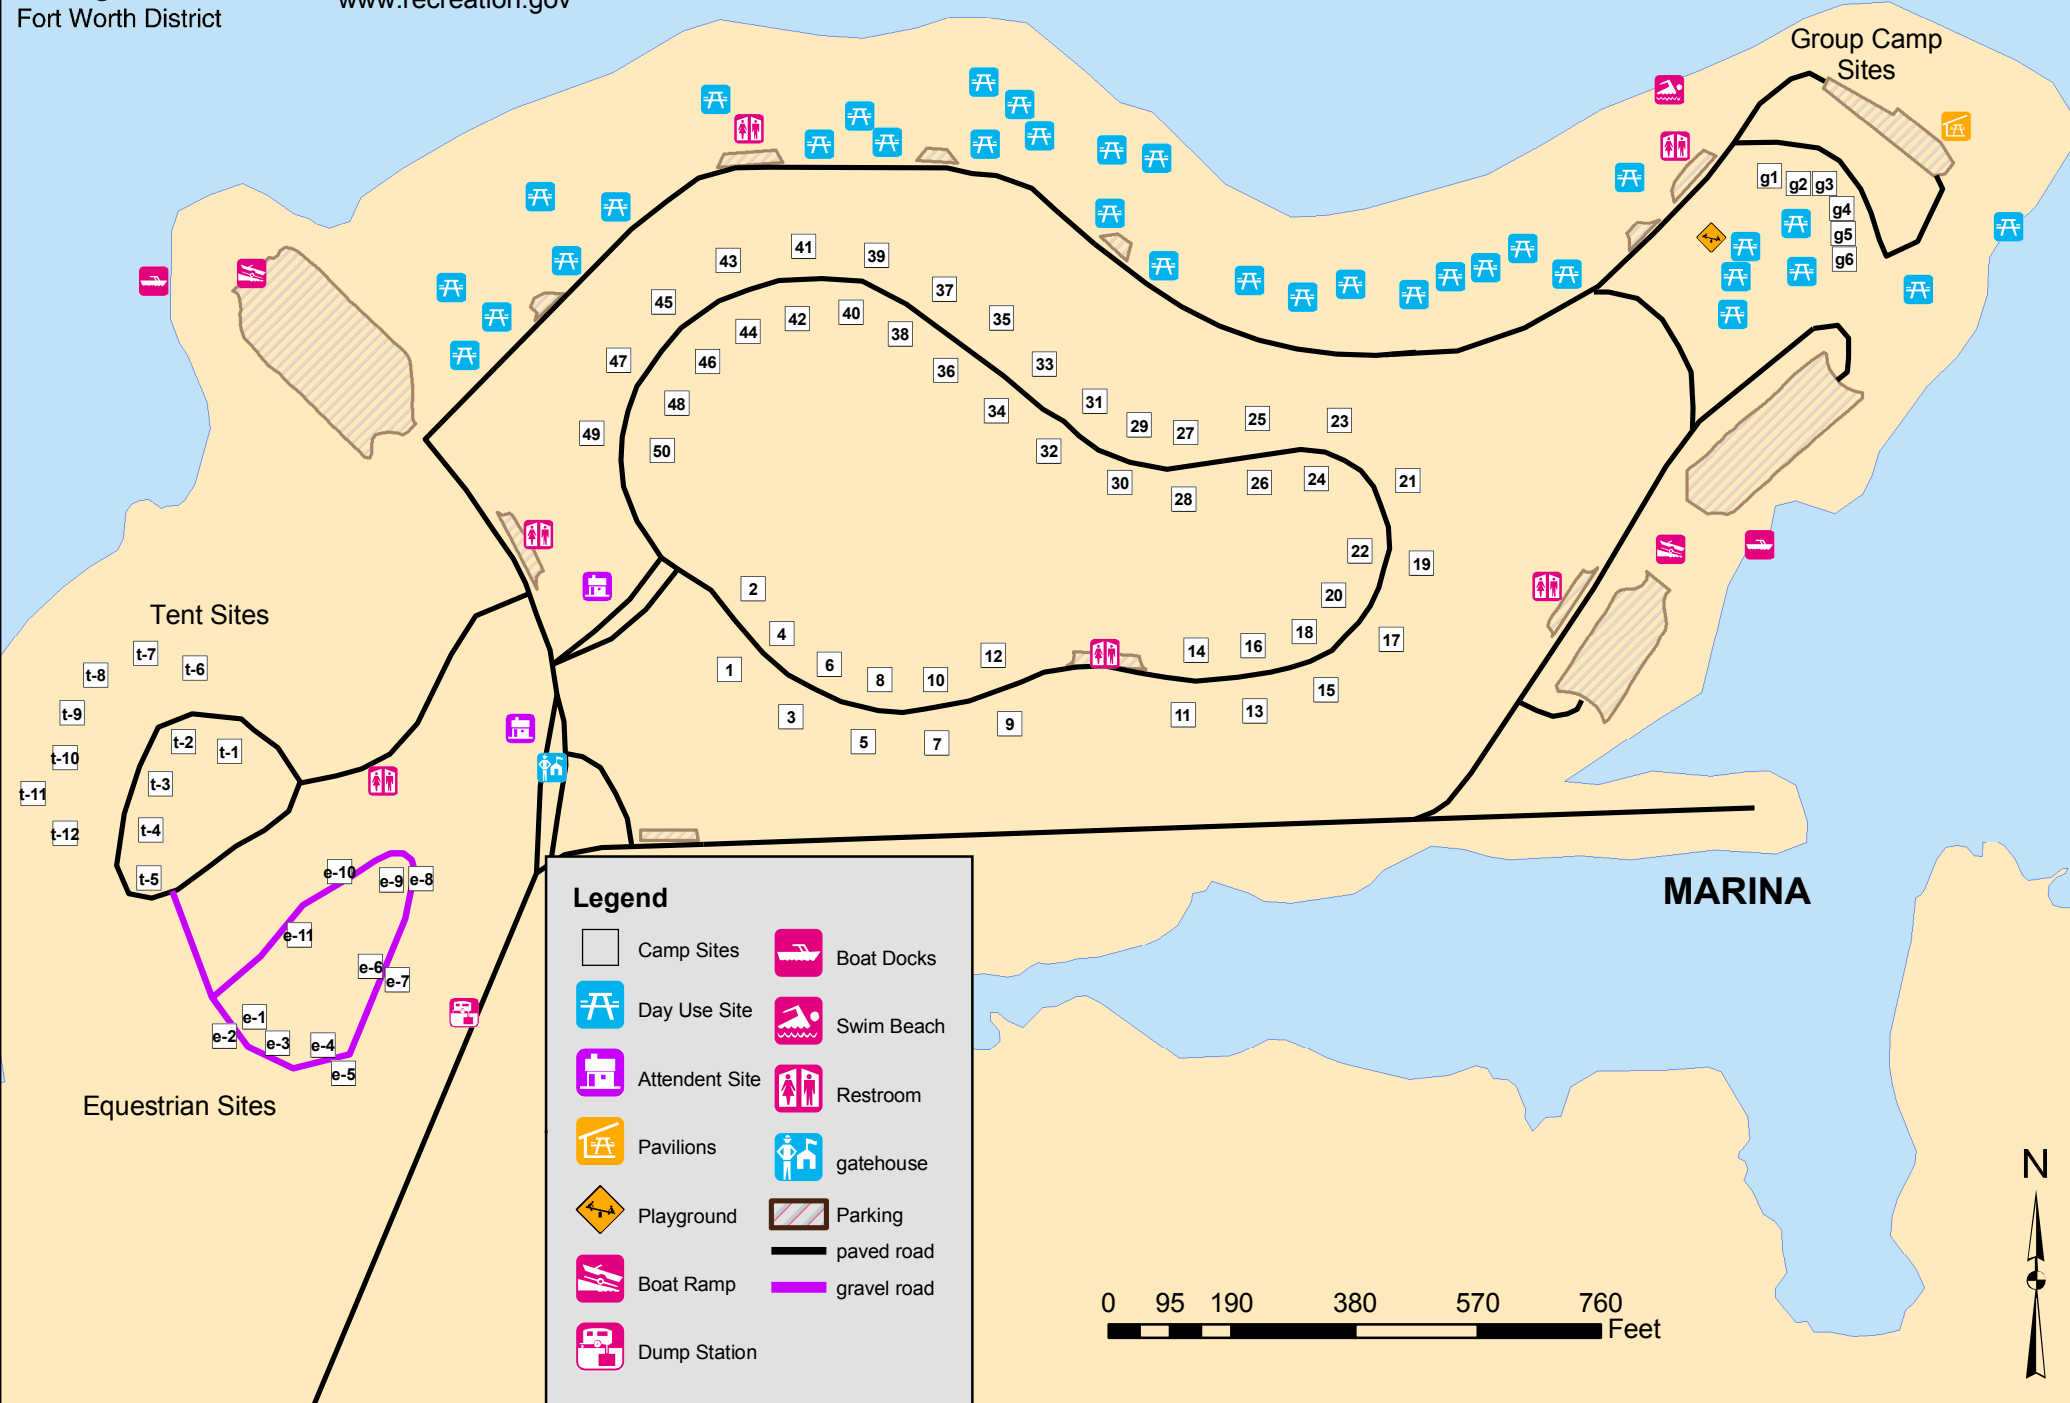 Fort Worth District
www.recreation.gov
Group Camp
Sites
g1
g2
g3
g4
g5
g6
43
41
39
45
37
44
42
40
38
35
47
46
36
33
48
34
31
49
50
32
29
27
25
23
30
28
26
24
21
22
19
20
2
4
6
8
10
12
14
16
18
17
1
3
5
7
9
11
13
15
Tent Sites
t-7
t-8
t-6
t-9
t-2
t-1
t-10
t-3
t-11
t-4
t-12
t-5
e-10
e-9
e-8
e-11
e-6
e-7
e-1
e-2
e-3
e-4
e-5
Equestrian Sites
MARINA
Legend
Camp Sites
Day Use Site
Attendent Site
Pavilions
Playground
Boat Ramp
Dump Station
Boat Docks
Swim Beach
Restroom
gatehouse
Parking
paved road
gravel road
0 95 190 380 570 760
Feet
N